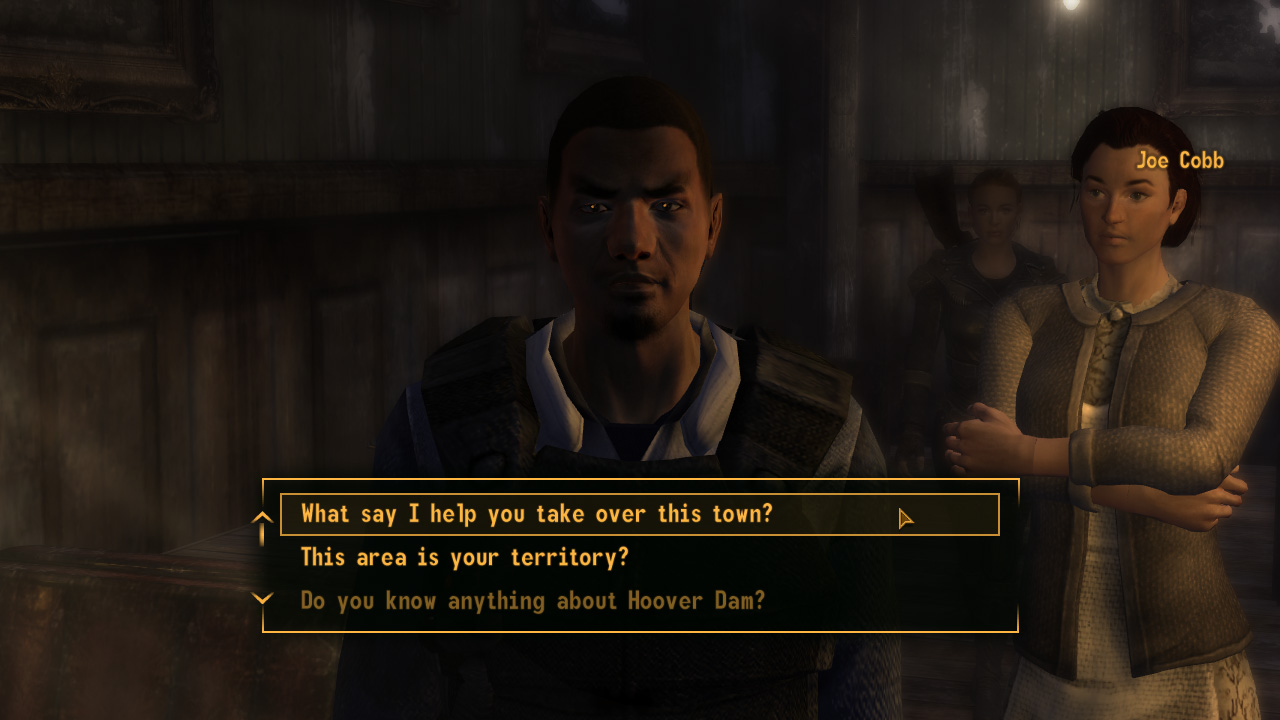 Joe Cobb
What say I help you take over this town?
This area is your territory?
Do you know anything about Hoover Dam?